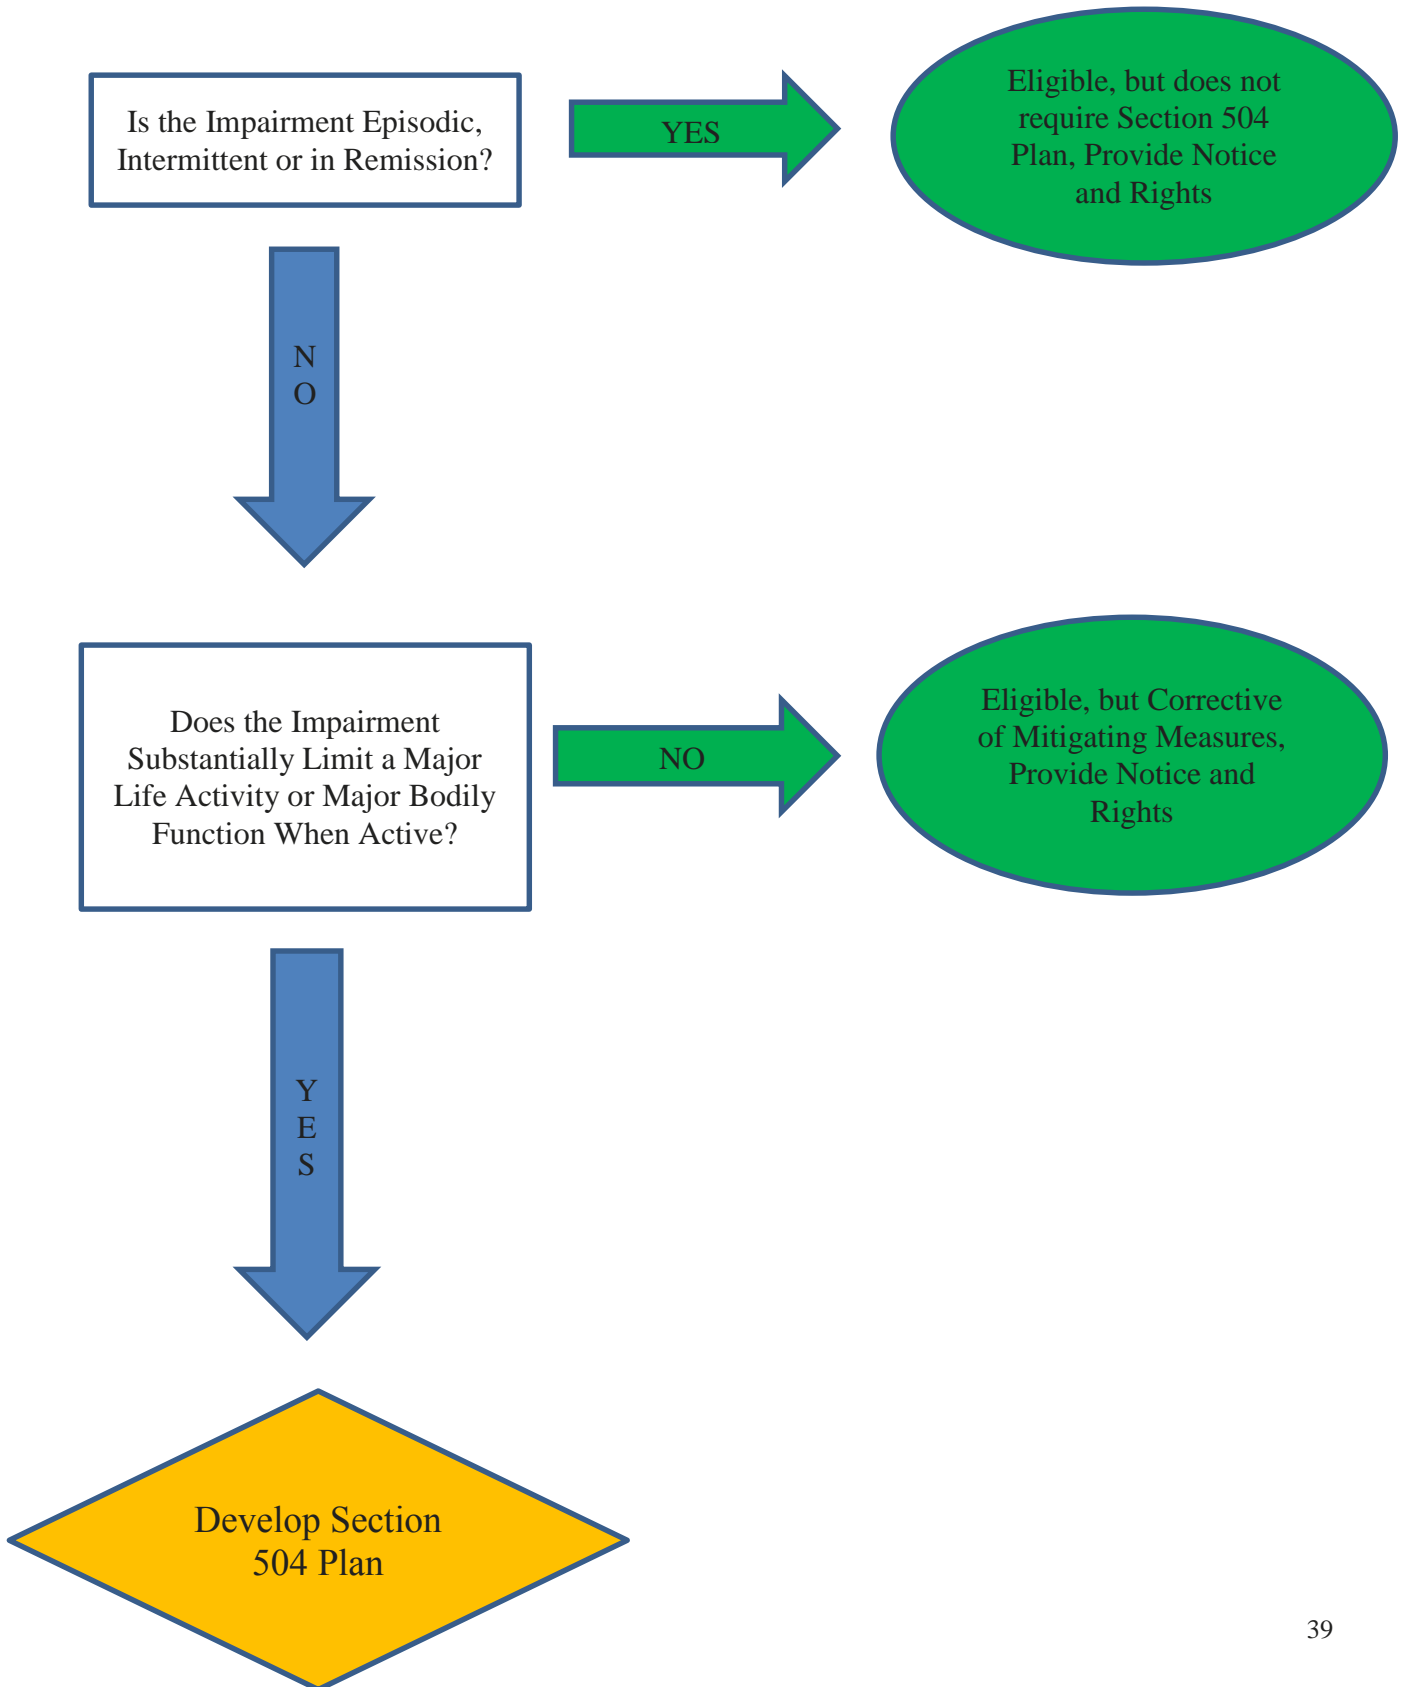 Is the Impairment Episodic,
Intermittent or in Remission?
YES
Eligible, but does not
require Section 504
Plan, Provide Notice
and Rights
N
O
Does the Impairment
Substantially Limit a Major
Life Activity or Major Bodily
Function When Active?
NO
Eligible, but Corrective
of Mitigating Measures,
Provide Notice and
Rights
Y
E
S
Develop Section
504 Plan
39